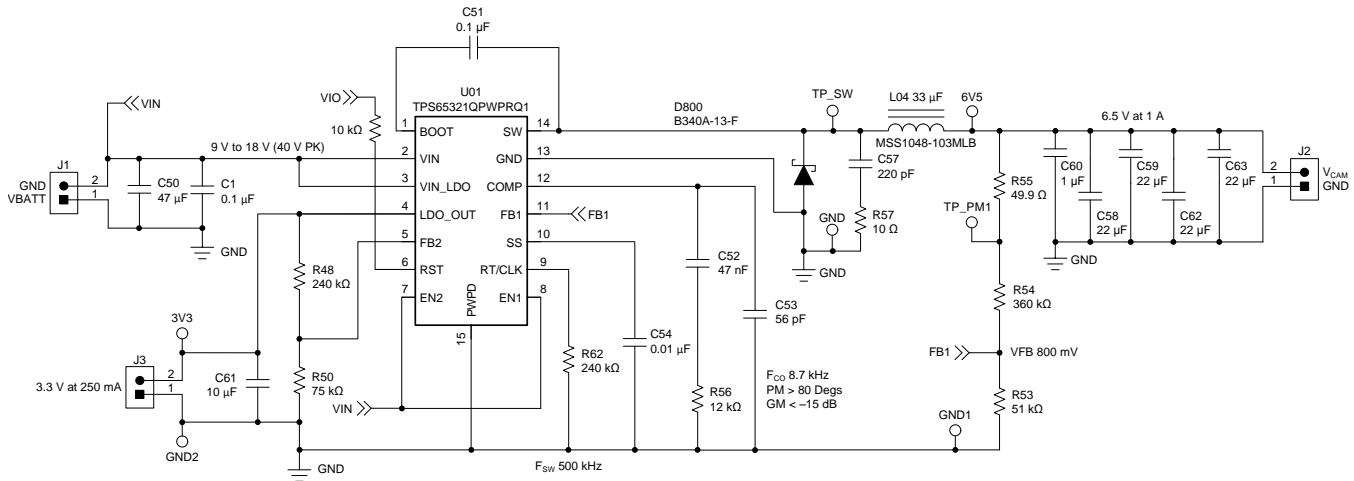 C51
0.1 µF
U01
TPS65321QPWPRQ1
VIN
VIO
10 kΩ
BOOT
VIN
VIN_LDO
LDO_OUT
FB2
RST
EN2
SW
GND
COMP
FB1
SS
RT/CLK
EN1
PWPD
1
2
3
4
5
6
7
14
13
12
11
10
9
8
15
9 V to 18 V (40 V PK)
J1
GND
VBATT
2
1
C50
47 µF
C1
0.1 µF
GND
R48
240 kΩ
3V3
J3
3.3 V at 250 mA
2
1
C61
10 µF
R50
75 kΩ
VIN
GND2
GND
FSW 500 kHz
FB1
R62
240 kΩ
C54
0.01 µF
C52
47 nF
C53
56 pF
R56
12 kΩ
FCO 8.7 kHz
PM > 80 Degs
GM < –15 dB
D800
B340A-13-F
TP_SW
L04 33 µF
MSS1048-103MLB
6V5
6.5 V at 1 A
C57
220 pF
GND
R57
10 Ω
GND
R55
49.9 Ω
TP_PM1
R54
360 kΩ
FB1
VFB 800 mV
R53
51 kΩ
GND1
C60
1 µF
C58
22 µF
C59
22 µF
C62
22 µF
C63
22 µF
GND
J2
2
1
VCAM
GND